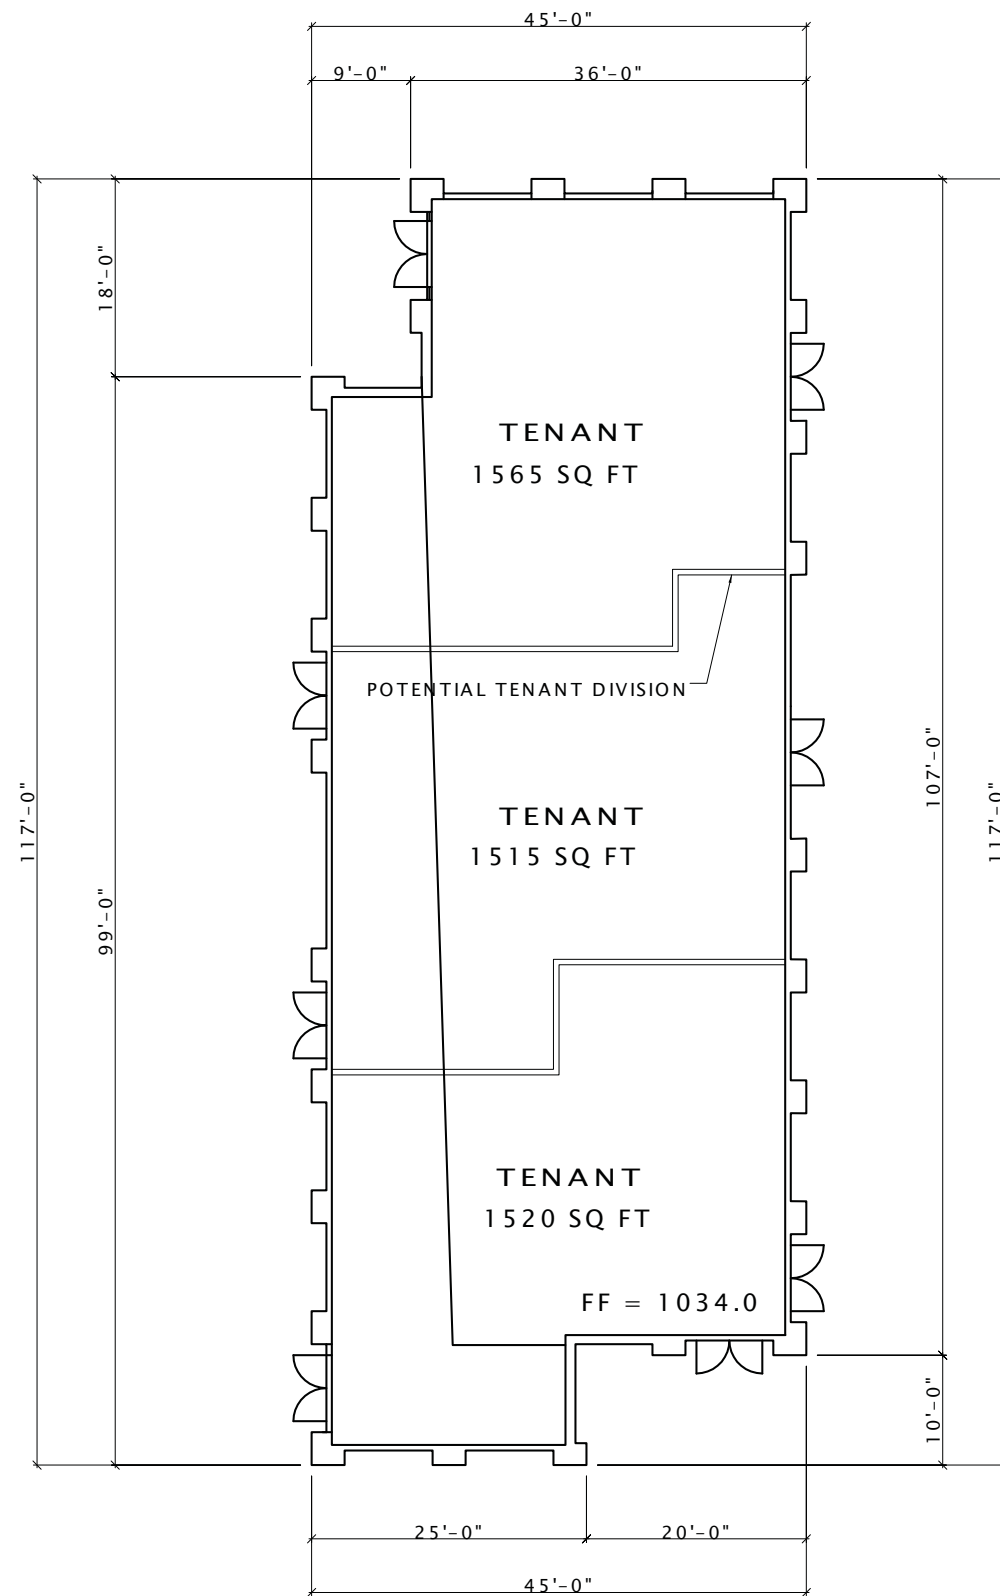 45'-0"
9'-0"
36'-0"
18'-0"
TENANT
1565 SQ FT
POTENTIAL TENANT DIVISION
117'-0"
107'-0"
117'-0"
TENANT
1515 SQ FT
99'-0"
TENANT
1520 SQ FT
FF = 1034.0
10'-0"
25'-0"
20'-0"
45'-0"